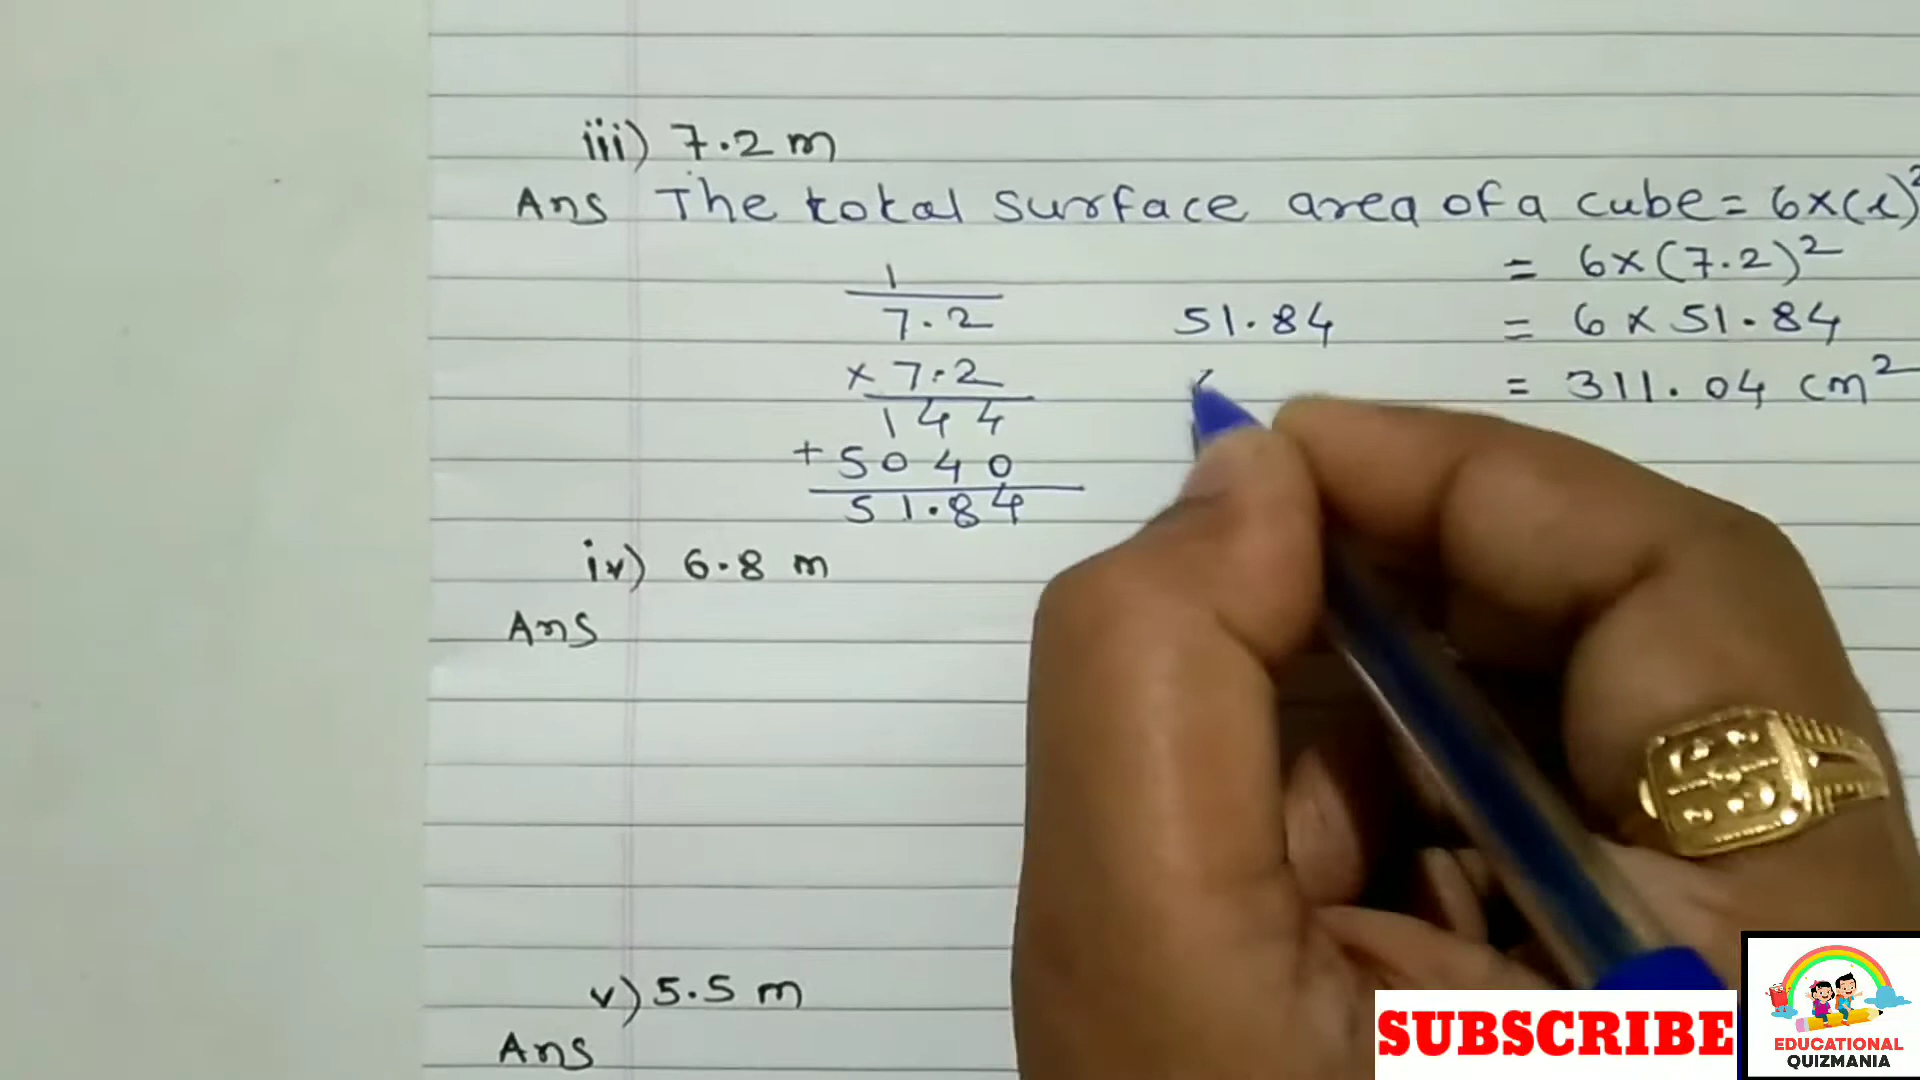 iii) 7.2 m
Ans The total surface area of a cube = 6×(l)²
= 6×(7.2)²
= 6 × 51.84
= 311.04 cm²
1
7.2
× 7.2
144
+ 5040
51.84
51.84
iv) 6.8 m
Ans
v) 5.5 m
Ans
SUBSCRIBE
EDUCATIONAL
QUIZMANIA